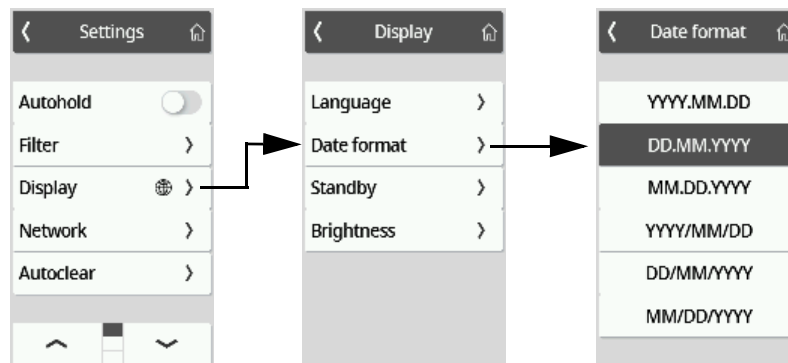 Settings
Autohold
Filter
Display
Network
Autoclear
Display
Language
Date format
Standby
Brightness
Date format
YYYY.MM.DD
DD.MM.YYYY
MM.DD.YYYY
YYYY/MM/DD
DD/MM/YYYY
MM/DD/YYYY